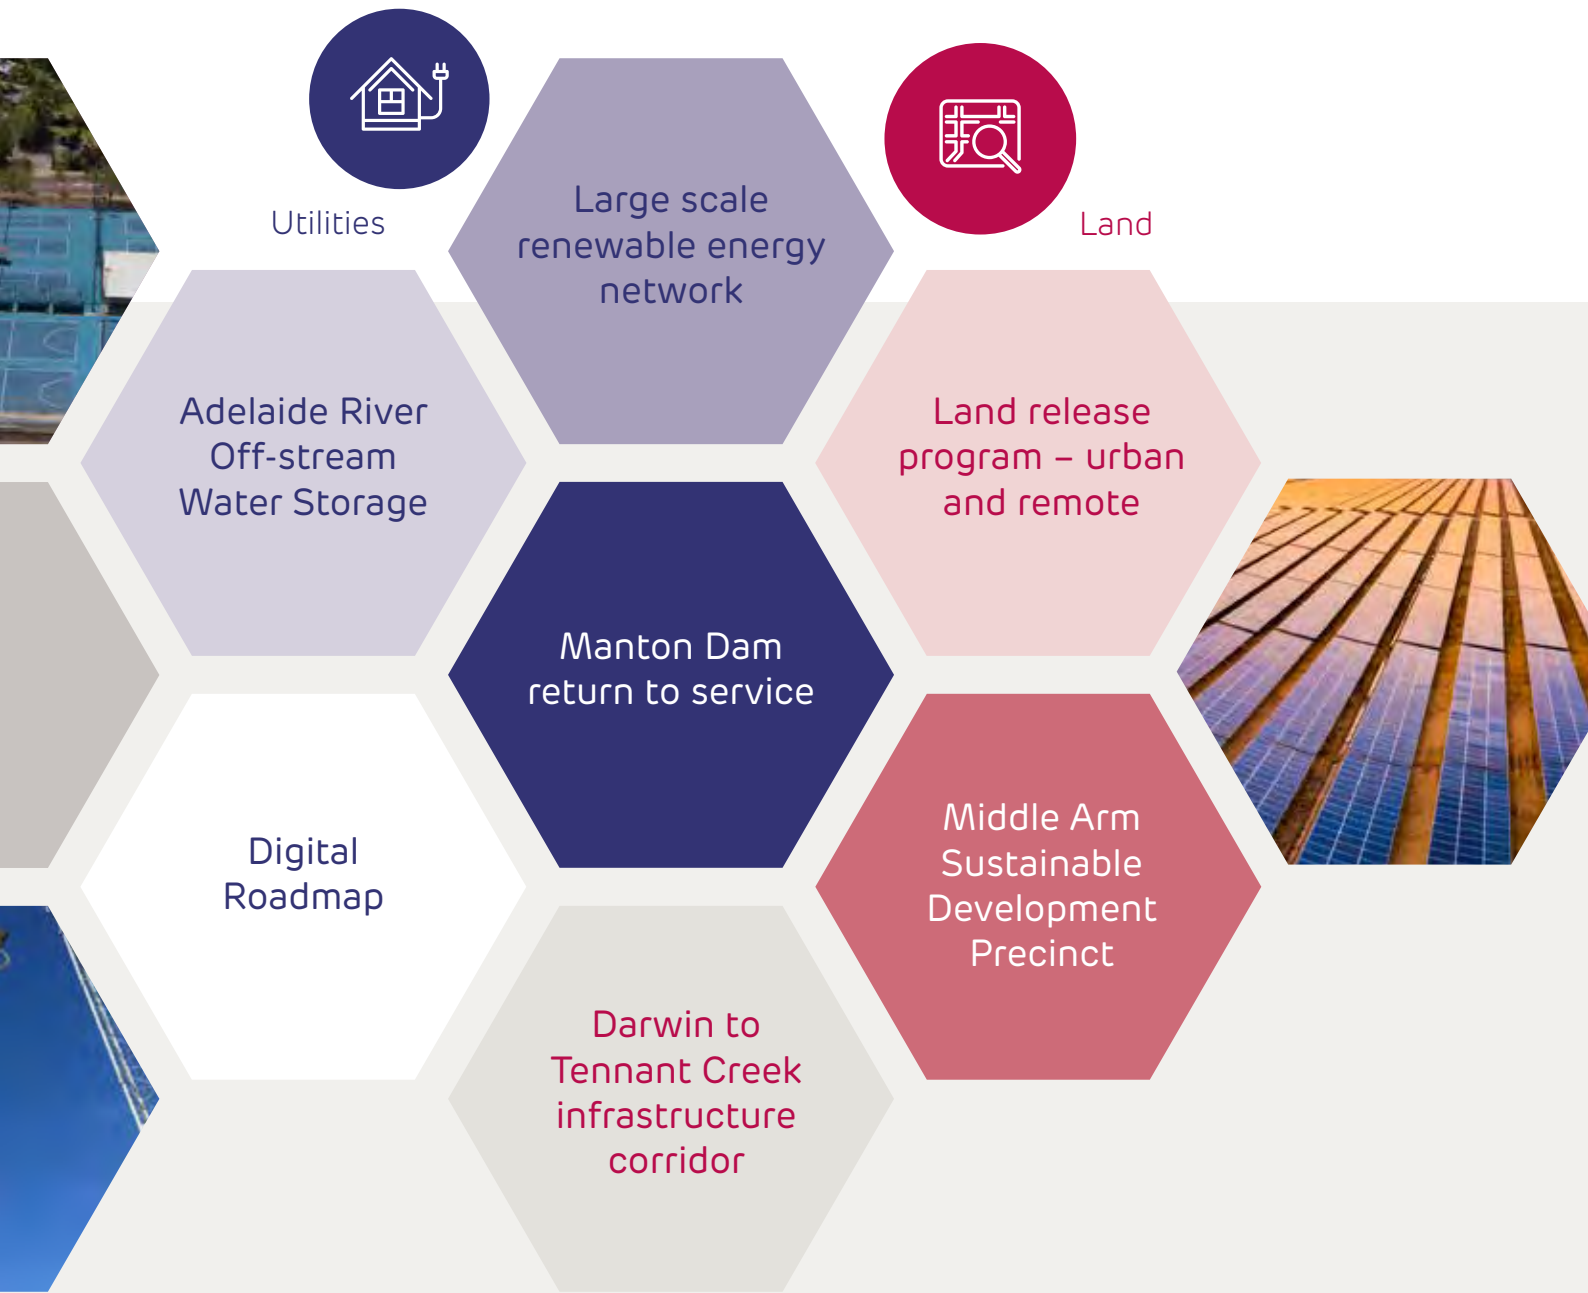 Utilities
Large scale
renewable energy
network
Land
Adelaide River
Off-stream
Water Storage
Land release
program – urban
and remote
Manton Dam
return to service
Digital
Roadmap
Middle Arm
Sustainable
Development
Precinct
Darwin to
Tennant Creek
infrastructure
corridor